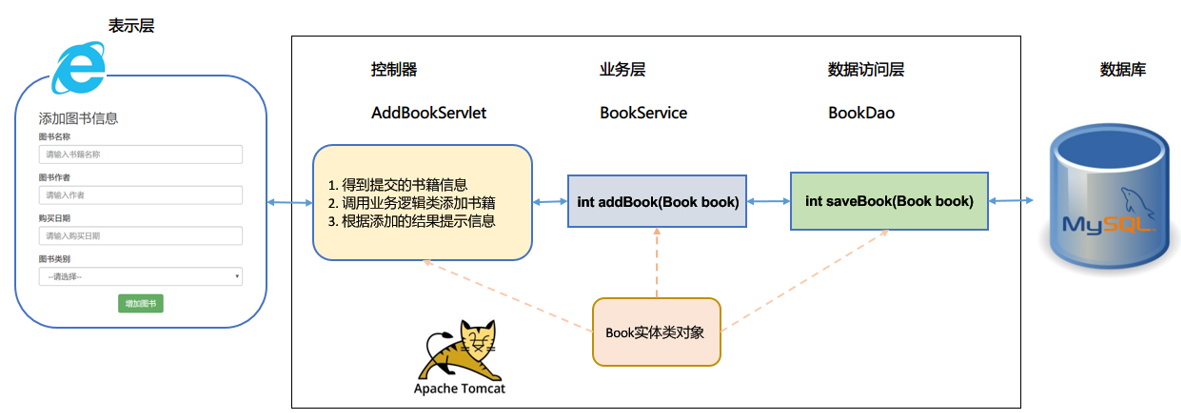 表示层
添加图书信息
图书名称
请输入书籍名称
图书作者
请输入作者
购买日期
请输入购买日期
图书类别
--请选择--
增加图书
控制器
AddBookServlet
1. 得到提交的书籍信息
2. 调用业务逻辑类添加书籍
3. 根据添加的结果提示信息
业务层
BookService
int addBook(Book book)
数据访问层
BookDao
int saveBook(Book book)
Book实体类对象
Apache Tomcat
数据库
MySQL